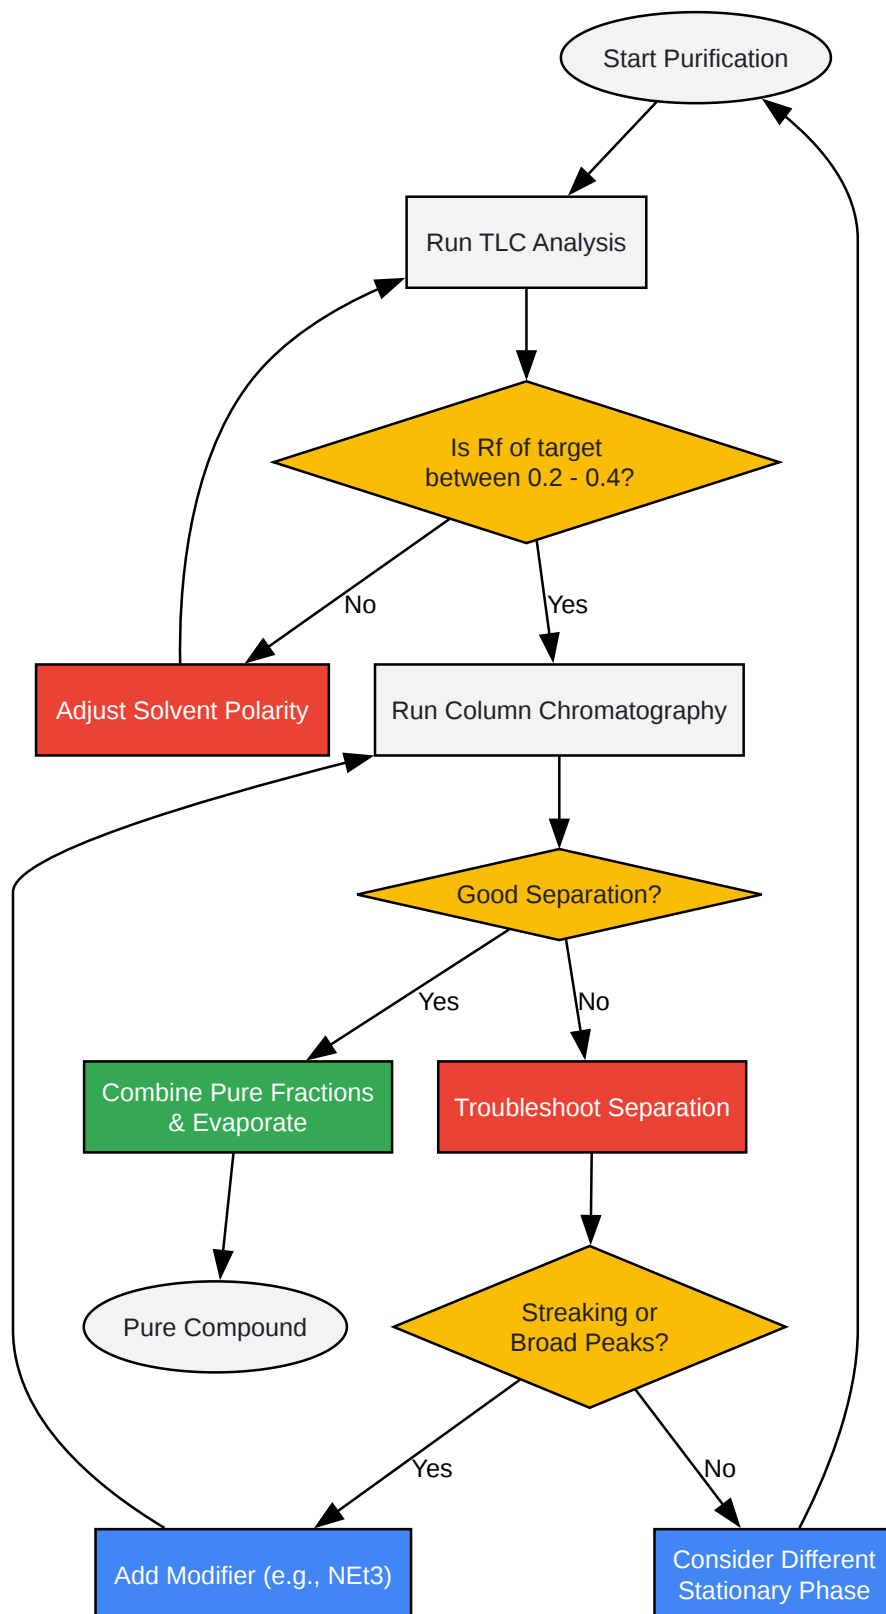 Start Purification
Run TLC Analysis
Is Rf of target
between 0.2 - 0.4?
No
Yes
Adjust Solvent Polarity
Run Column Chromatography
Good Separation?
Yes
No
Combine Pure Fractions
& Evaporate
Troubleshoot Separation
Pure Compound
Streaking or
Broad Peaks?
Yes
No
Add Modifier (e.g., NEt3)
Consider Different
Stationary Phase